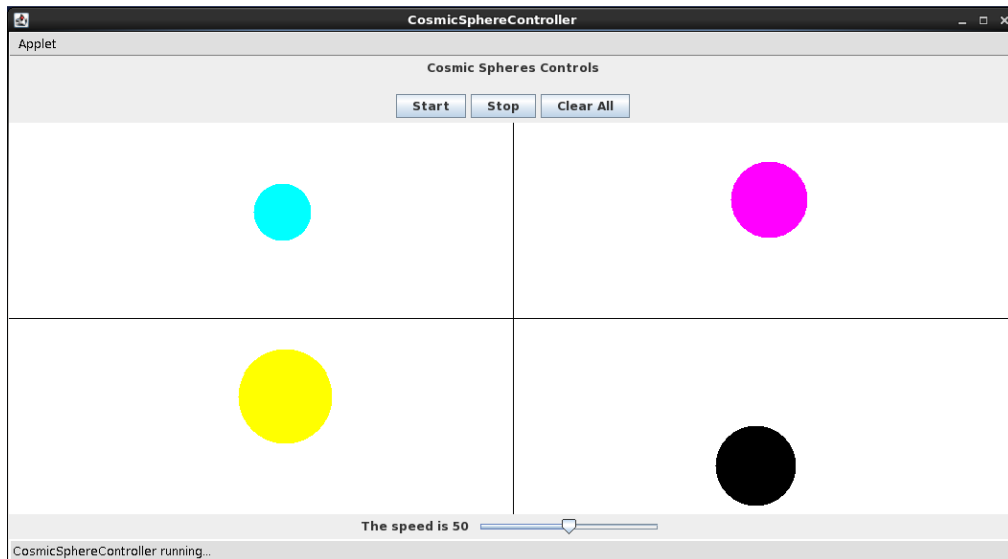 CosmicSphereController
Applet
Cosmic Spheres Controls
Start Stop Clear All
The speed is 50
CosmicSphereController running...